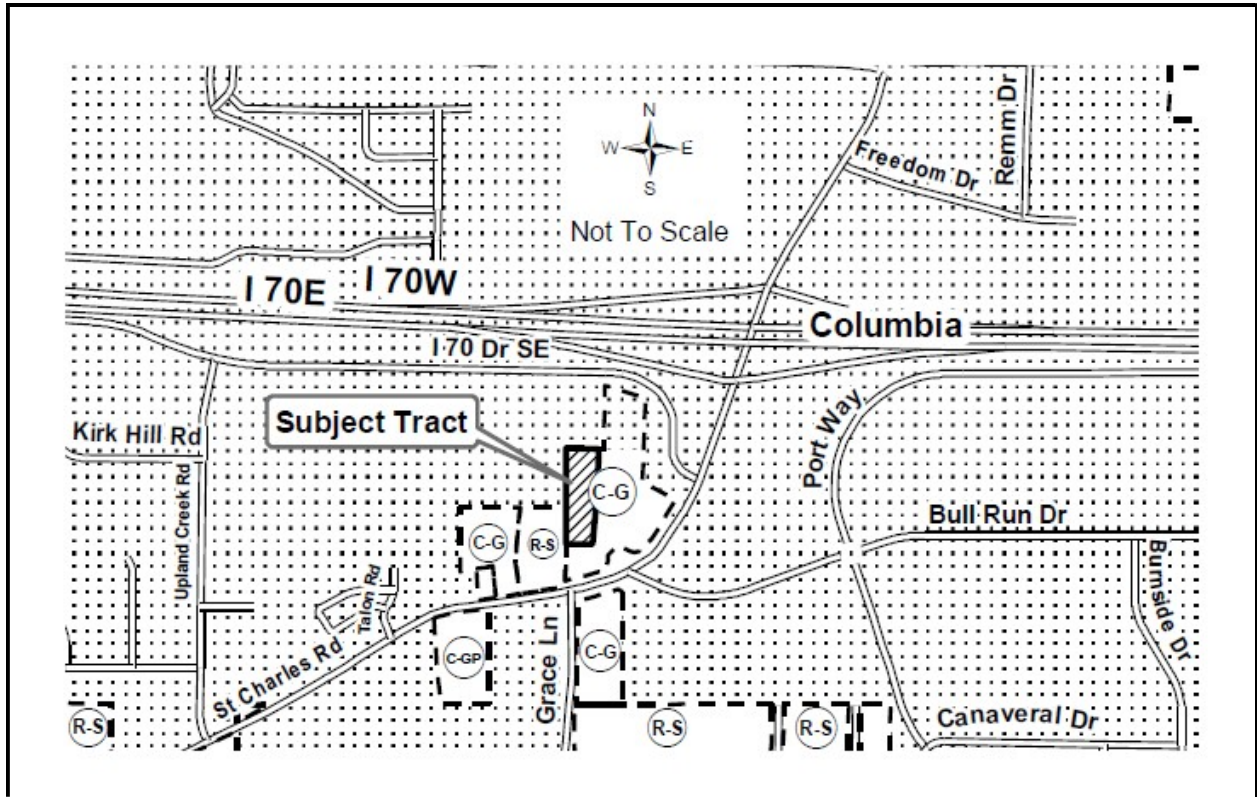 N
W E
S
Not To Scale
Remm Dr
Freedom Dr
I 70E
I 70W
Columbia
I 70 Dr SE
Subject Tract
Kirk Hill Rd
Port Way
Upland Creek Rd
C-G
Bull Run Dr
C-G
R-S
Burnside Dr
Talon Rd
St Charles Rd
C-GP
Grace Ln
C-G
R-S
R-S
R-S
Canaveral Dr